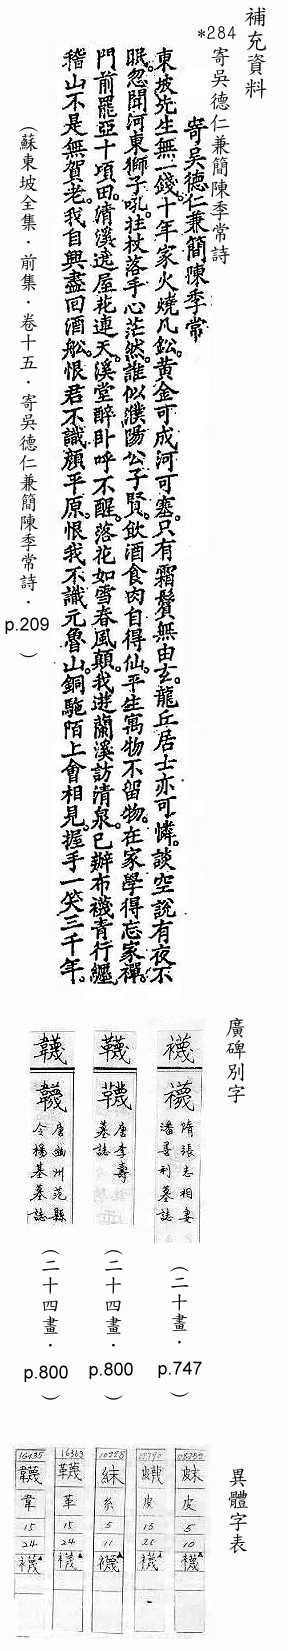 補充資料
*284 寄吳德仁兼簡陳季常詩
寄吳德仁兼簡陳季常
東坡先生無一錢。十年家火燒凡鉛。黃金可成河可塞。只有霜鬢無由玄。龍丘居士亦可憐。談空說有夜不
眠。忽聞河東獅子吼。拄杖落手心茫然。誰似濮陽公子賢。飲酒食肉自得仙。平生寓物不留物。在家學得忘家禪。
門前罷亞十頃田。清溪遶屋花連天。溪堂醉臥呼不醒。落花如雪春風顛。我遊蘭溪訪清泉。已辦布襪青行纏。
稽山不是無賀老。我自興盡回酒船。恨君不識顏平原。恨我不識元魯山。銅駞陌上會相見。握手一笑三千年。
（蘇東坡全集．前集．卷十五．寄吳德仁兼簡陳季常詩．p.209）
廣碑別字
襪
襪
隋張志相妻
潘善利墓誌
（二十畫．p.747）
韈
韈
唐李壽
墓誌
（二十四畫．p.800）
韤
韤
唐幽州范縣
令楊基墓誌
（二十四畫．p.800）
異體字表
皮
5
10
襪
皮
15
襪
10258
糸
5
11
襪
16363
韈
革
15
24
襪
16435
韤
韋
15
24
襪